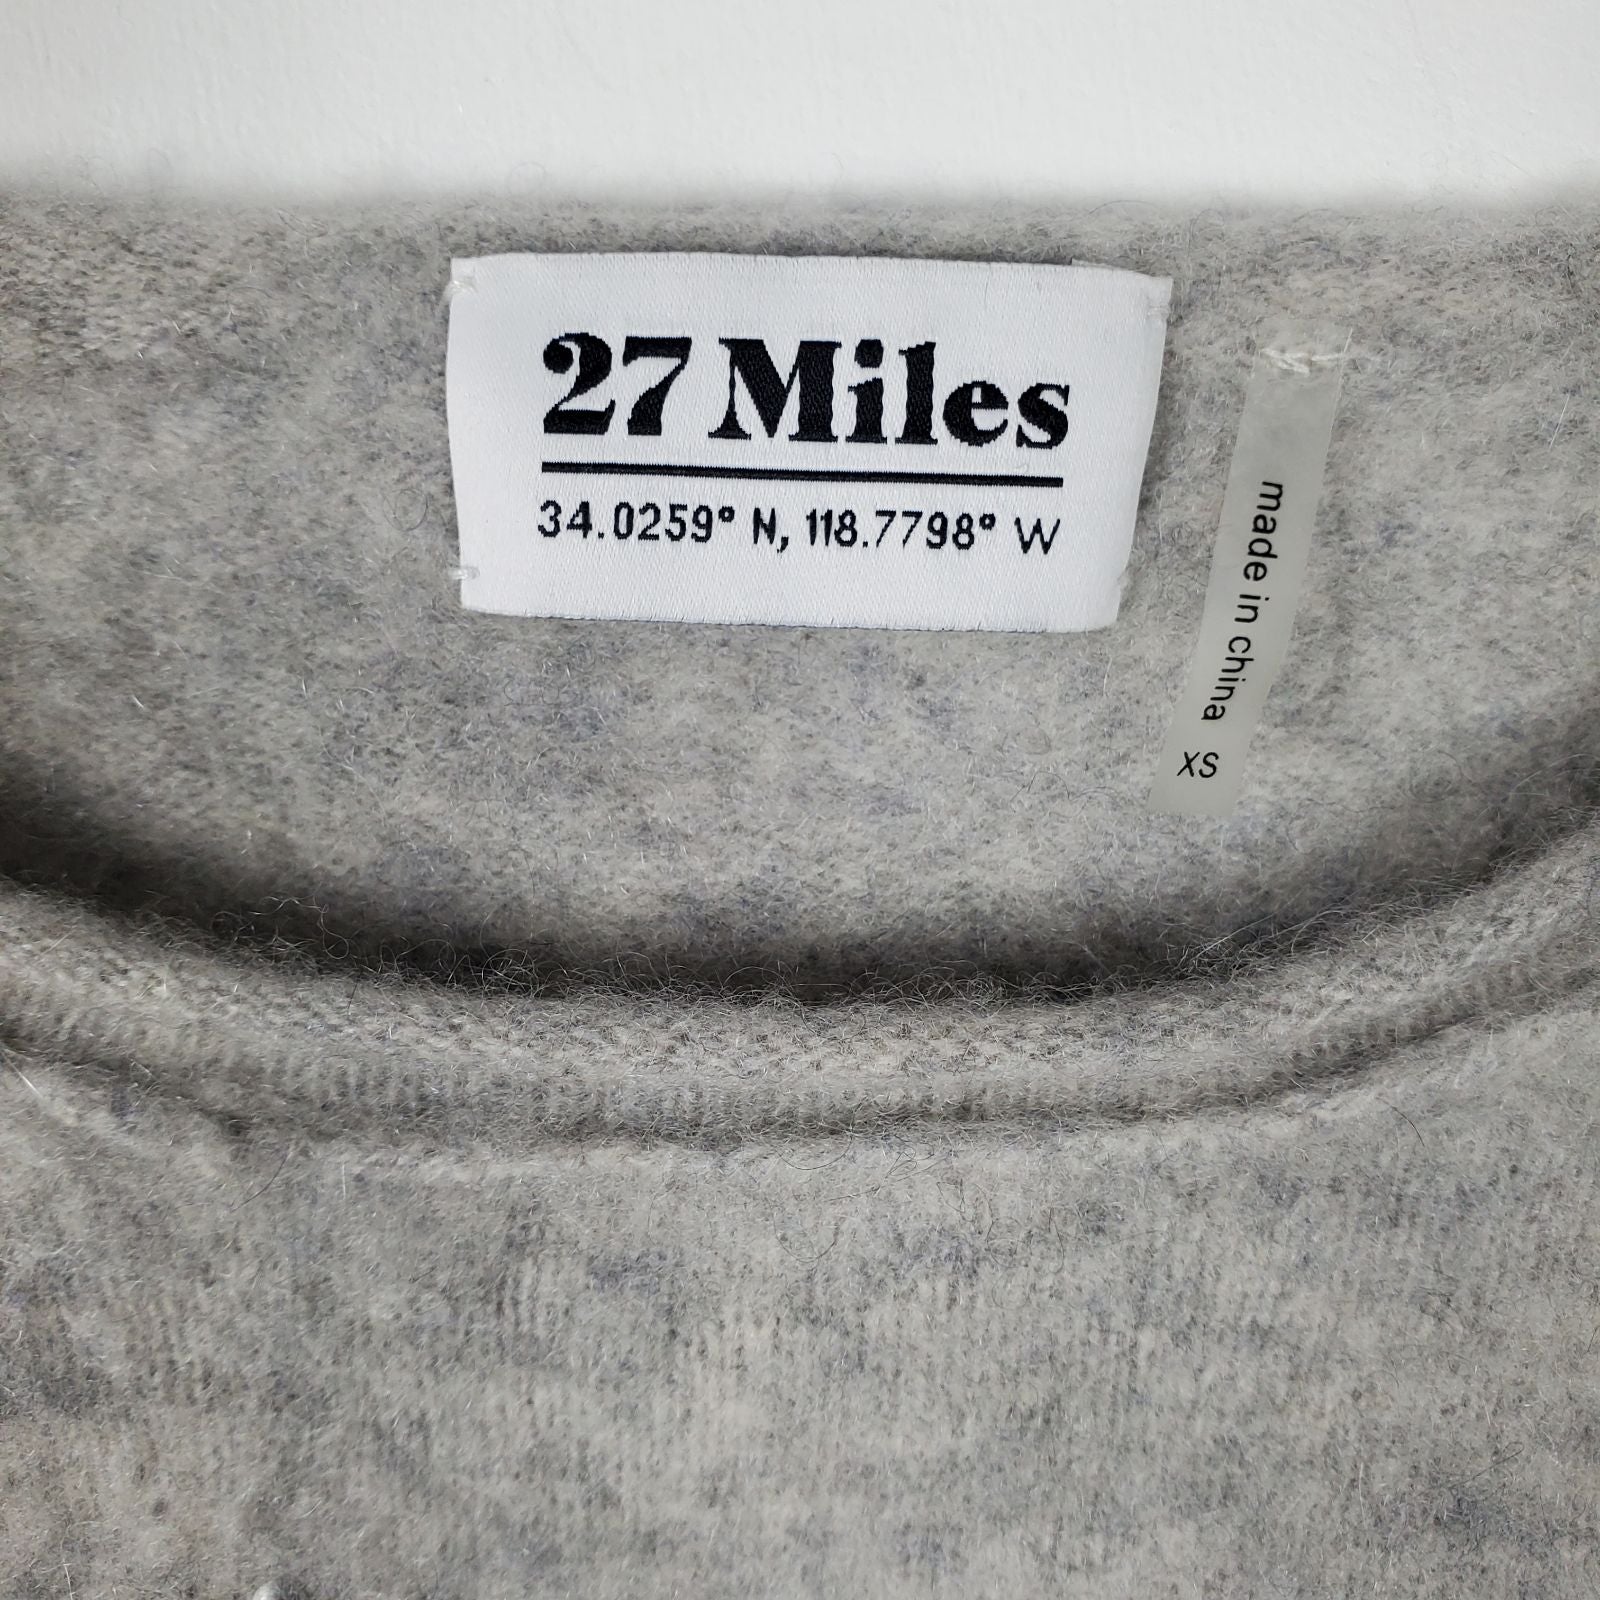 27 Miles
34.0259° N, 118.7798° W
made in china
XS